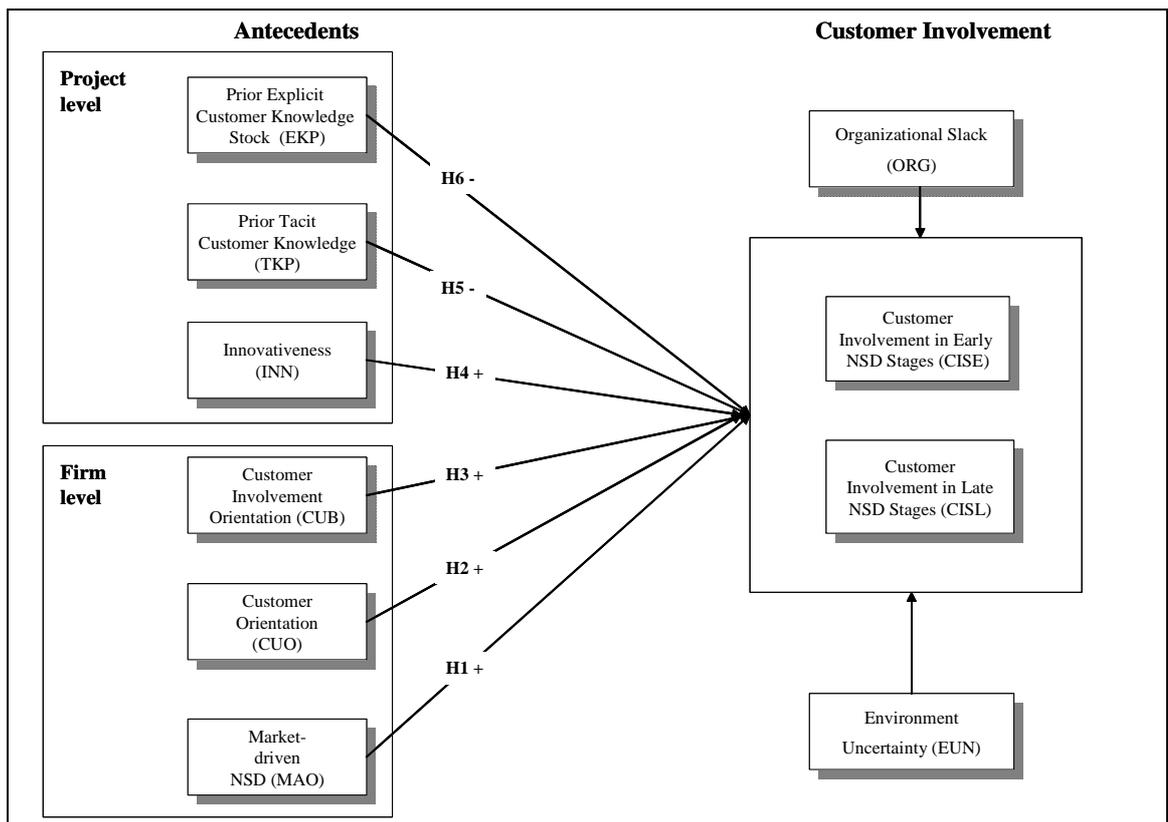 Antecedents
Customer Involvement
Project
level
Prior Explicit
Customer Knowledge
Stock (EKP)
Prior Tacit
Customer Knowledge
(TKP)
Innovativeness
(INN)
Firm
level
Customer
Involvement
Orientation (CUB)
Customer
Orientation
(CUO)
Market-
driven
NSD (MAO)
H6 -
H5 -
H4 +
H3 +
H2 +
H1 +
Organizational Slack
(ORG)
Customer
Involvement in Early
NSD Stages (CISE)
Customer
Involvement in Late
NSD Stages (CISL)
Environment
Uncertainty (EUN)